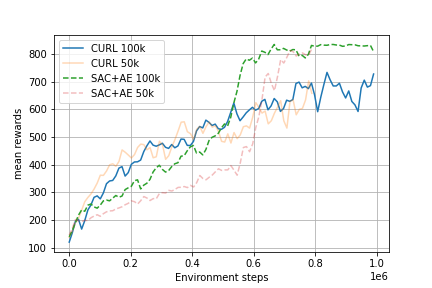 CURL 100k
CURL 50k
SAC+AE 100k
SAC+AE 50k
mean rewards
800
700
600
500
400
300
200
100
0.0 0.2 0.4 0.6 0.8 1.0
1e6
Environment steps